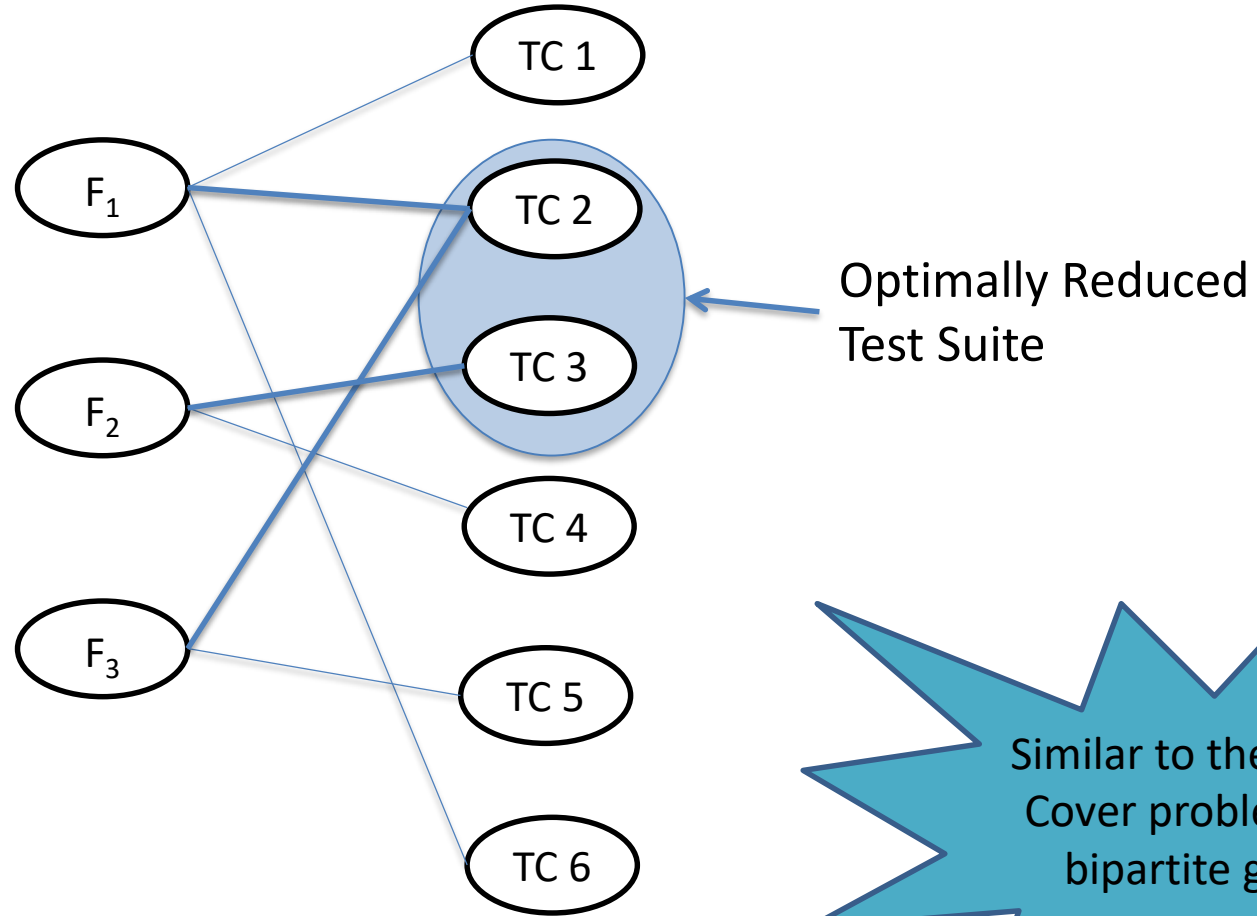 TC 1
F₁
TC 2
Optimally Reduced
Test Suite
TC 3
F₂
TC 4
F₃
TC 5
Similar to the
Cover
bipartite
TC 6